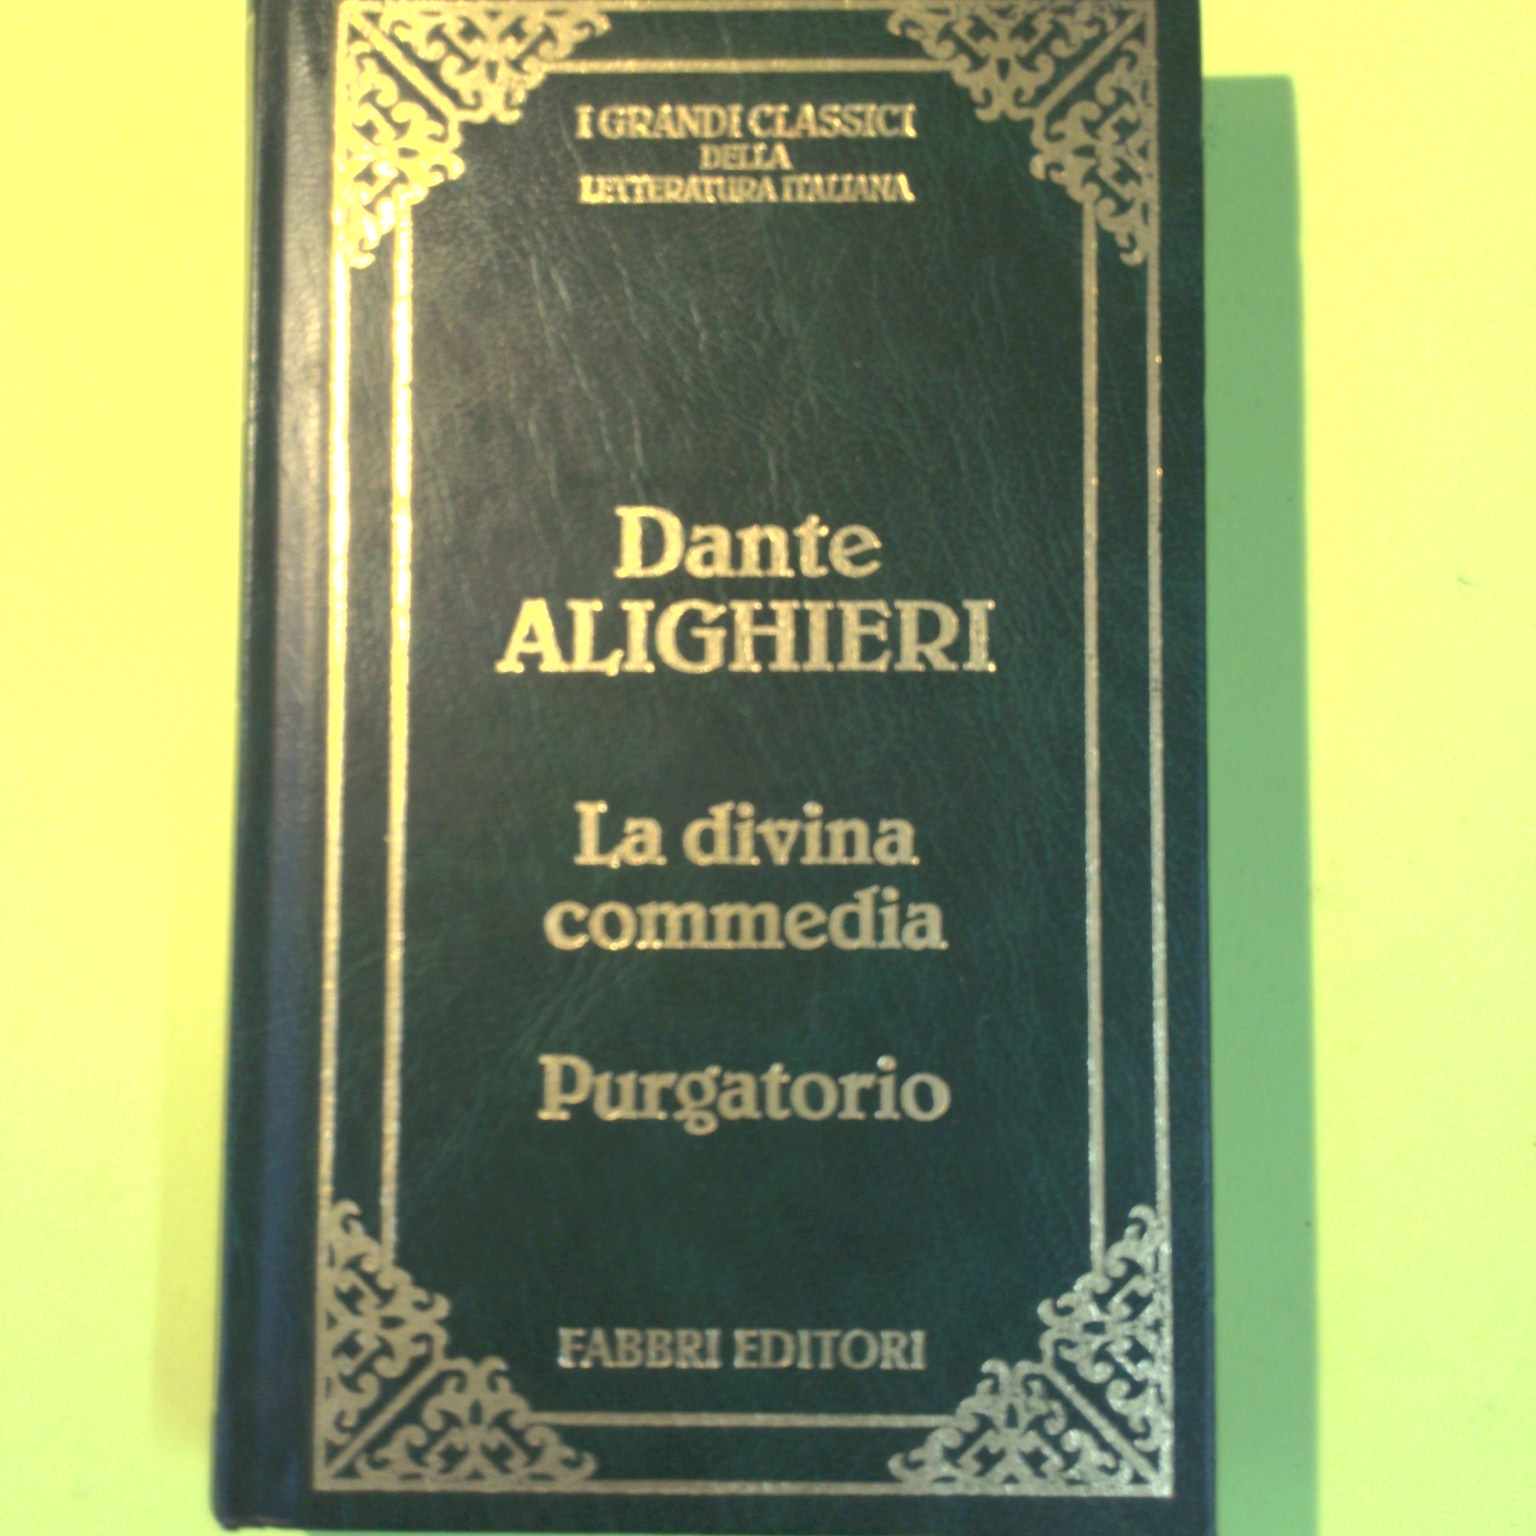 I GRANDI CLASSICI
DELLA
LETTERATURA ITALIANA
Dante
ALIGHIERI
La divina
commedia
Purgatorio
FABBRI EDITORI